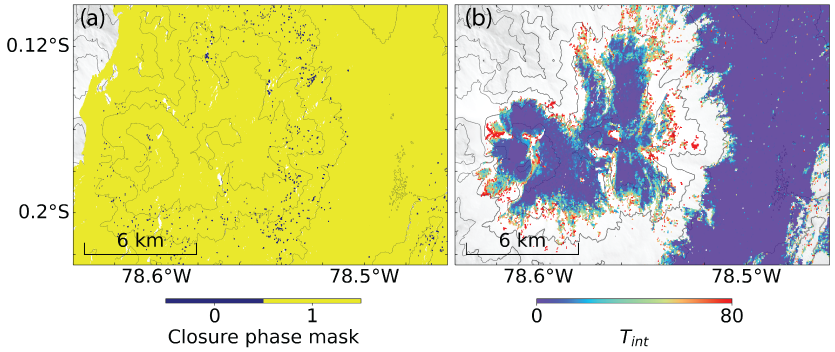 (a)
(b)
0.12°S
0.2°S
6 km
6 km
78.6°W
78.5°W
78.6°W
78.5°W
0
1
Closure phase mask
0
80
T_int